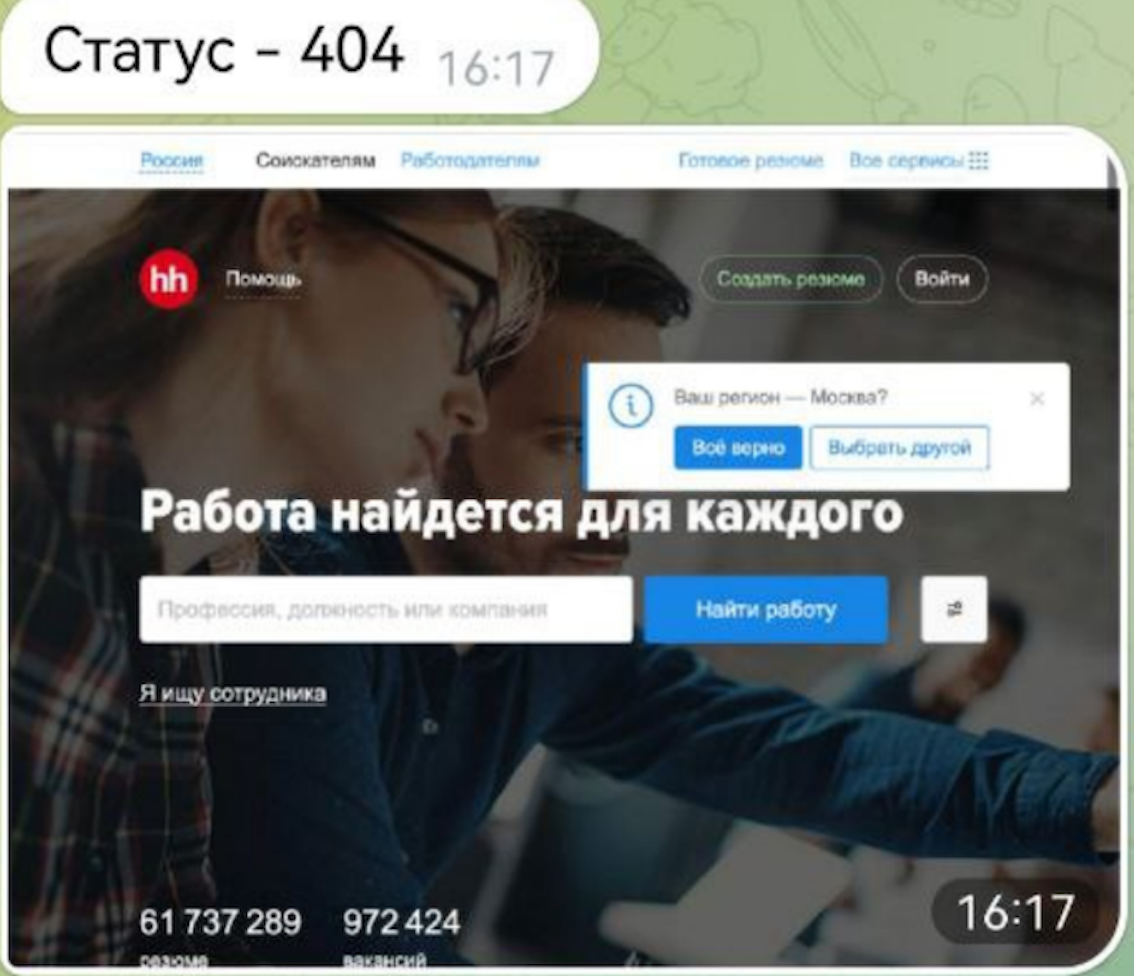 Статус - 404 16:17
Россия Соискателям Работодателям Готовое резюме Все сервисы
hh Помощь Создать резюме Войти
Ваш регион — Москва?
Всё верно Выбрать другой
Работа найдется для каждого
Профессия, должность или компания Найти работу
Я ищу сотрудника
61 737 289 972 424
резюме вакансий
16:17